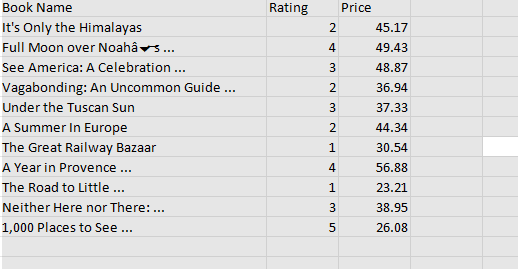 Book Name Rating Price
It's Only the Himalayas 2 45.17
Full Moon over Noahâ s ... 4 49.43
See America: A Celebration ... 3 48.87
Vagabonding: An Uncommon Guide ... 2 36.94
Under the Tuscan Sun 3 37.33
A Summer In Europe 2 44.34
The Great Railway Bazaar 1 30.54
A Year in Provence ... 4 56.88
The Road to Little ... 1 23.21
Neither Here nor There: ... 3 38.95
1,000 Places to See ... 5 26.08